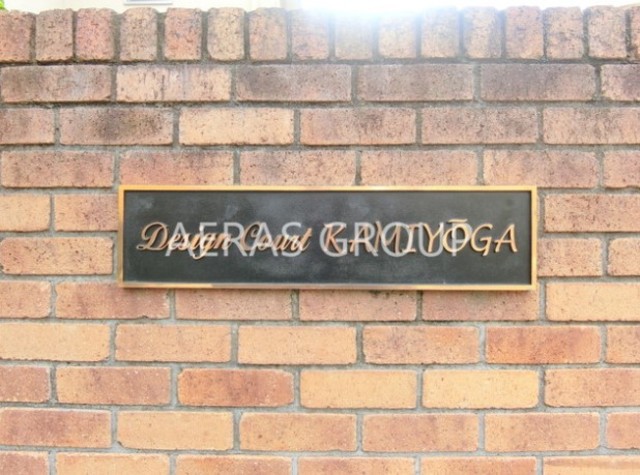 Design Court KAMIYŌGA
AERAS GROUP